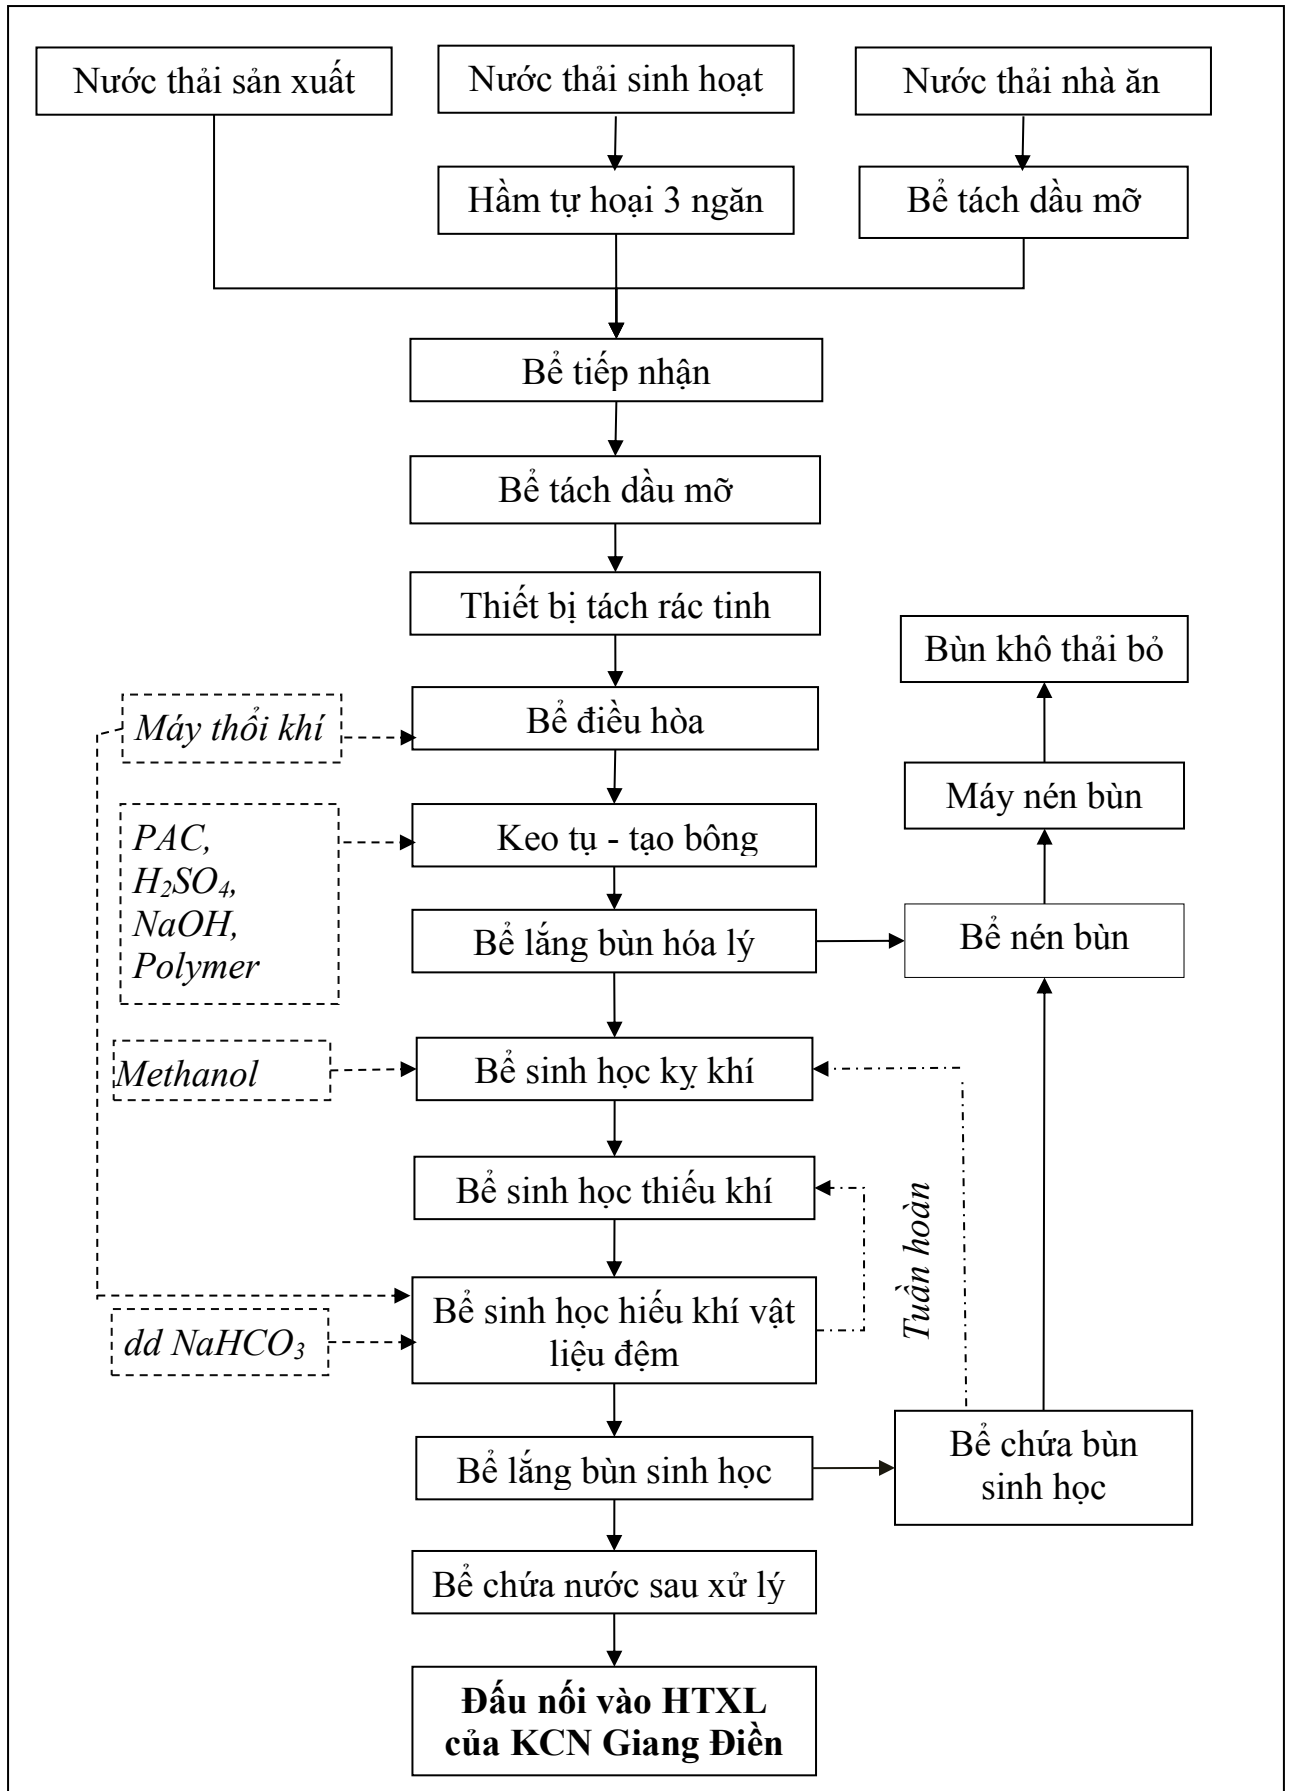 Nước thải sản xuất
Nước thải sinh hoạt
Nước thải nhà ăn
Hầm tự hoại 3 ngăn
Bể tách dầu mỡ
Bể tiếp nhận
Bể tách dầu mỡ
Thiết bị tách rác tinh
Bùn khô thải bỏ
Máy thổi khí
Bể điều hòa
Máy nén bùn
PAC,
H₂SO₄,
NaOH,
Polymer
Keo tụ - tạo bông
Bể lắng bùn hóa lý
Bể nén bùn
Methanol
Bể sinh học kỵ khí
Bể sinh học thiếu khí
Tuần hoàn
Bể sinh học hiếu khí vật
liệu đệm
dd NaHCO₃
Bể lắng bùn sinh học
Bể chứa bùn
sinh học
Bể chứa nước sau xử lý
Đấu nối vào HTXL
của KCN Giang Điền